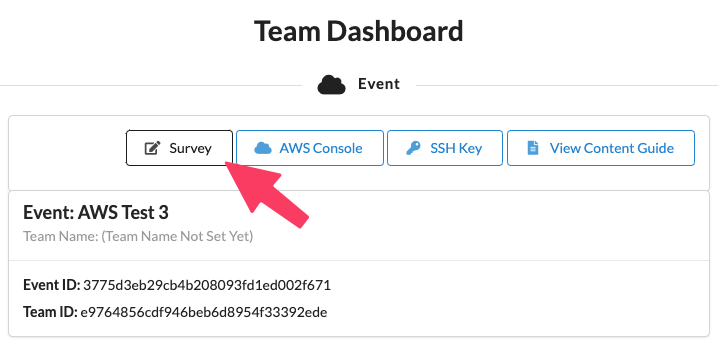 Team Dashboard
Event
Survey AWS Console SSH Key View Content Guide
Event: AWS Test 3
Team Name: (Team Name Not Set Yet)
Event ID: 3775d3eb29cb4b208093fd1ed002f671
Team ID: e9764856cdf946beb6d8954f33392ede